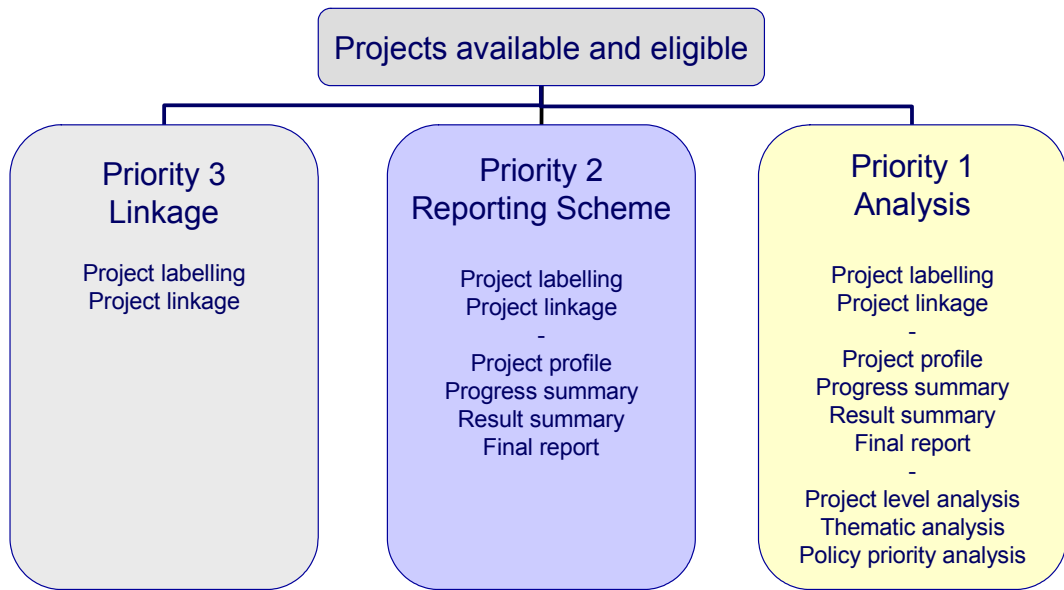 Projects available and eligible
Priority 3
Linkage
Project labelling
Project linkage
Priority 2
Reporting Scheme
Project labelling
Project linkage
-
Project profile
Progress summary
Result summary
Final report
Priority 1
Analysis
Project labelling
Project linkage
-
Project profile
Progress summary
Result summary
Final report
-
Project level analysis
Thematic analysis
Policy priority analysis